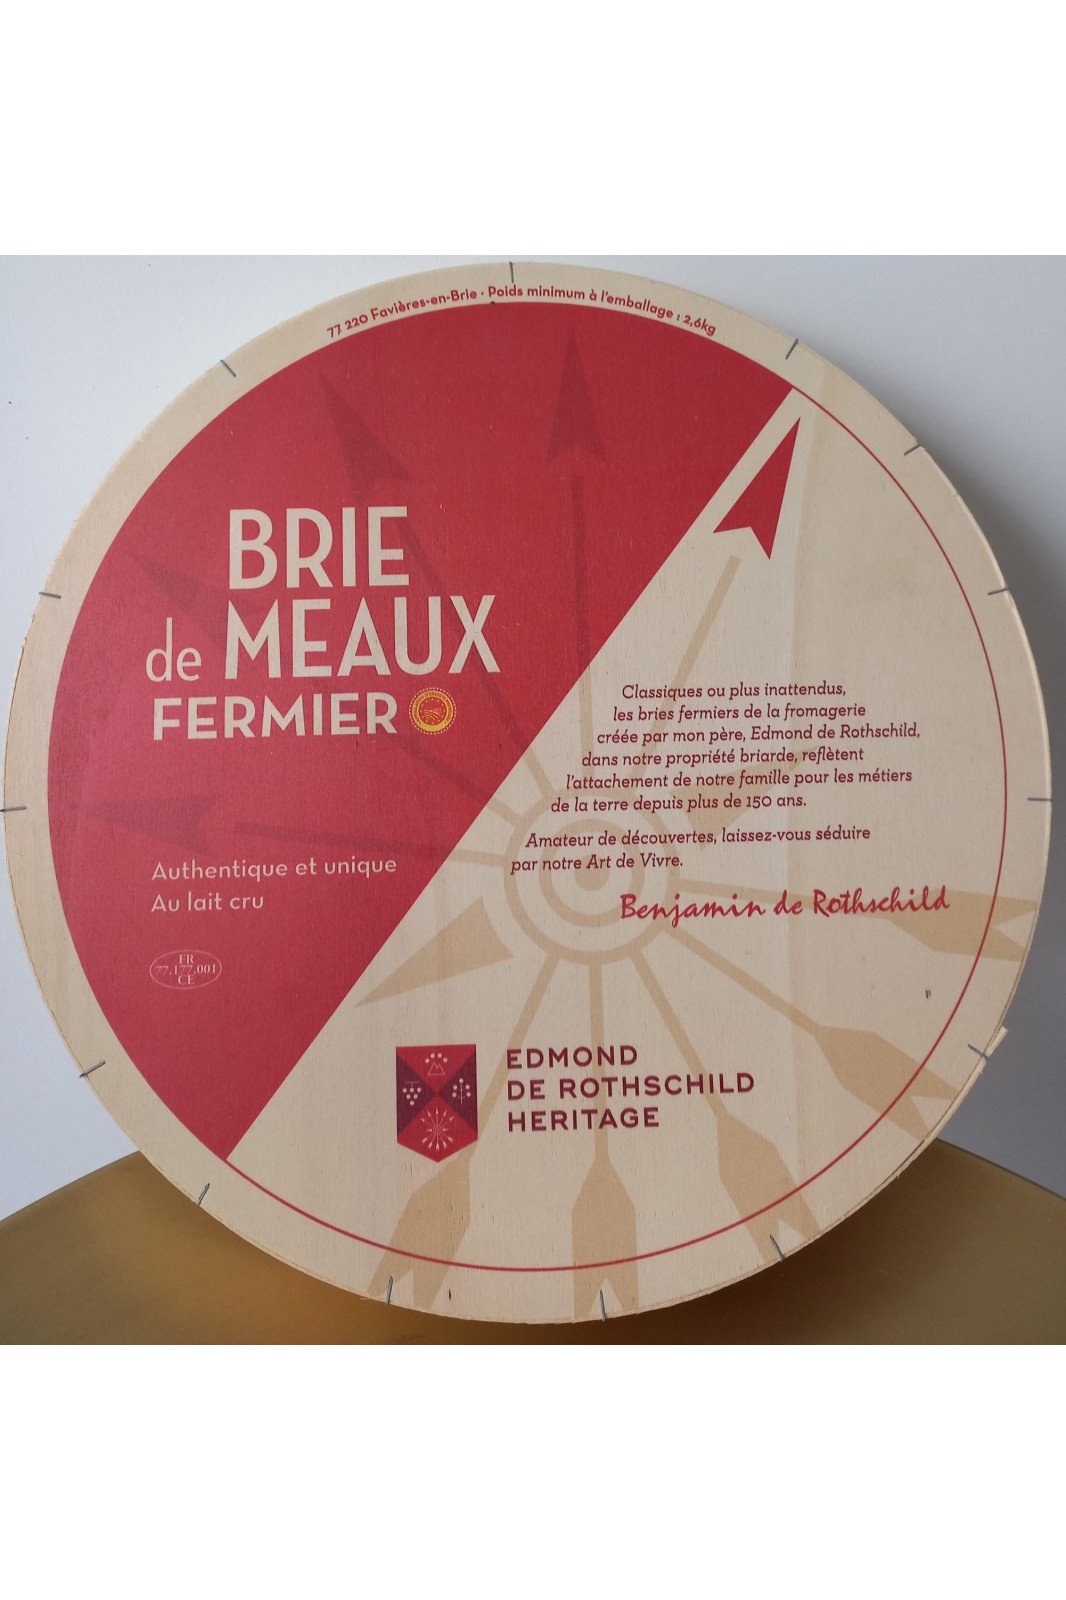 77 220 Favières-en-Brie · Poids minimum à l'emballage : 2,6kg
BRIE
de MEAUX
FERMIER
Authentique et unique
Au lait cru
FR
77.177.001
CE
Classiques ou plus inattendus,
les bries fermiers de la fromagerie
créée par mon père, Edmond de Rothschild,
dans notre propriété briarde, reflètent
l'attachement de notre famille pour les métiers
de la terre depuis plus de 150 ans.
Amateur de découvertes, laissez-vous séduire
par notre Art de Vivre.
Benjamin de Rothschild
EDMOND
DE ROTHSCHILD
HERITAGE